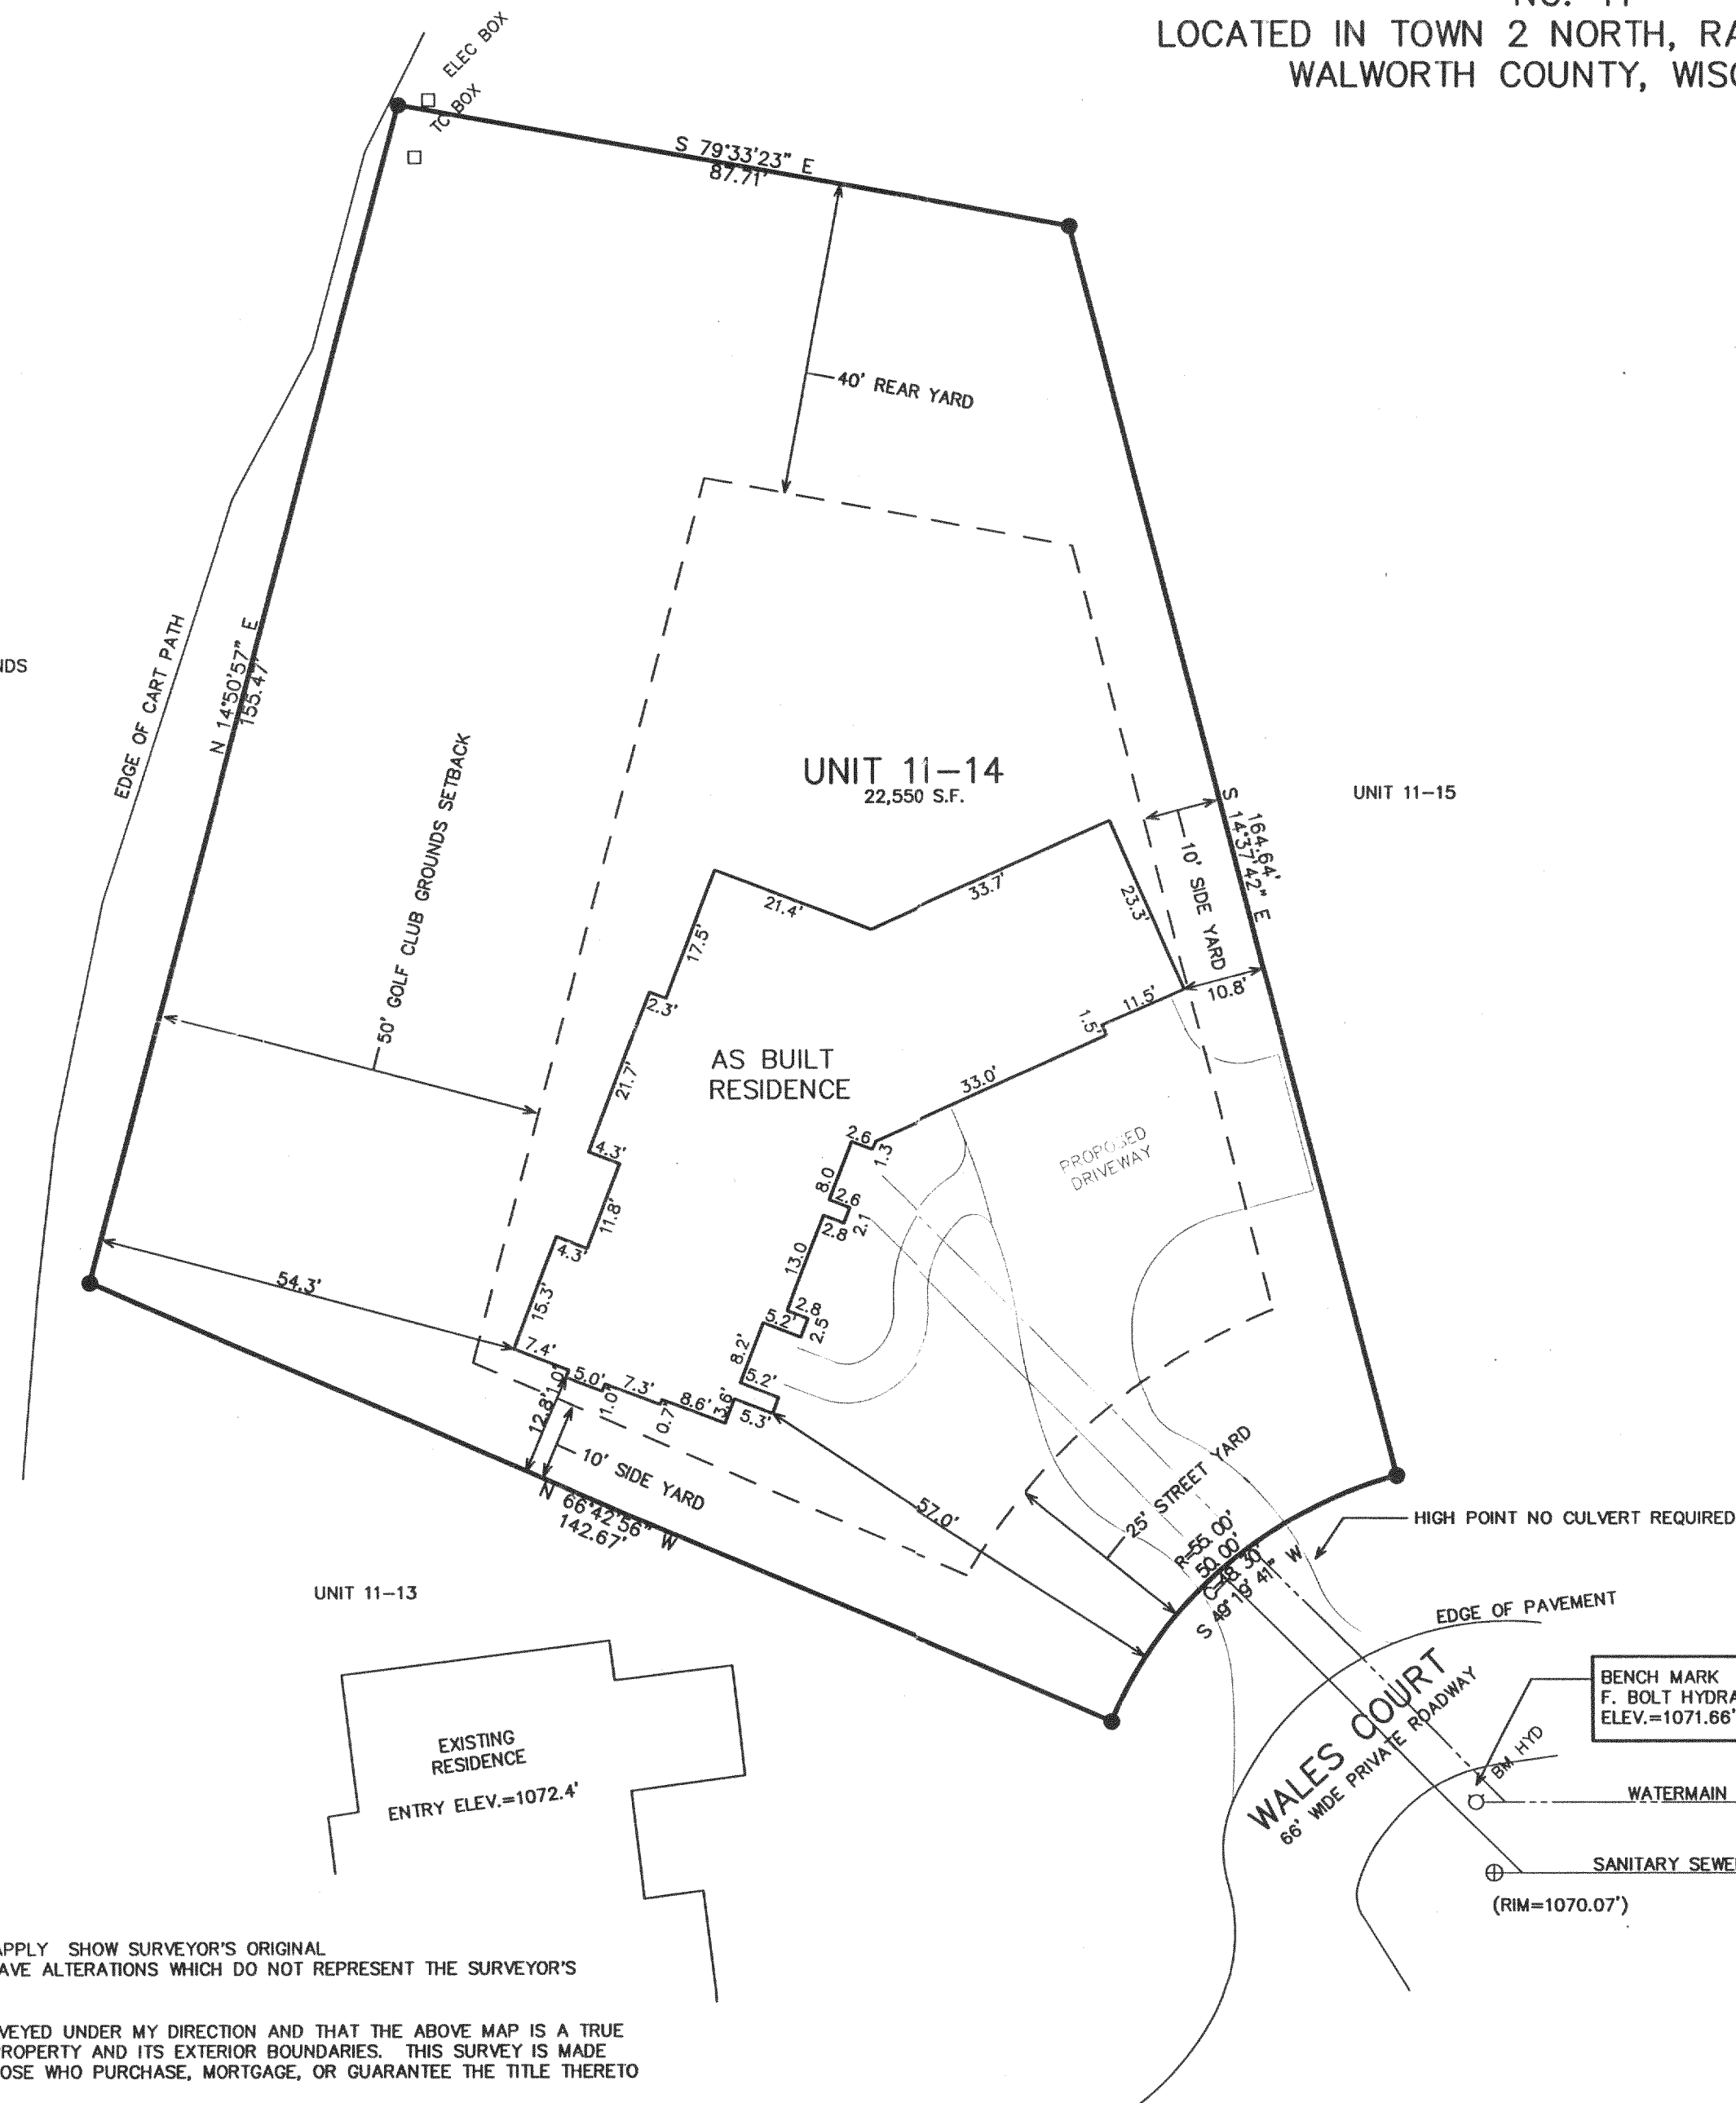 LOCATED IN TOWN 2 NORTH,
WALWORTH COUNTY,
ELEC BOX
TC BOX
S 79°33'23" E
87.71'
40' REAR YARD
EDGE OF CART PATH
N 14°50'57" E
155.47'
50' GOLF CLUB GROUNDS SETBACK
UNIT 11-14
22,550 S.F.
UNIT 11-15
164.64'
S 14°37'42" E
10' SIDE YARD
10.8'
33.7'
23.3'
21.4'
17.5'
2.3'
21.7'
4.3'
11.8'
4.3'
15.3'
AS BUILT
RESIDENCE
11.5'
1.5'
33.0'
2.6
1.3
8.0
2.6
2.1
2.8
13.0
2.8
2.5
5.2'
8.2'
5.2'
PROPOSED
DRIVEWAY
54.3'
7.4'
1.0'
5.0'
1.0'
7.3'
0.7'
8.6'
3.6'
5.3'
12.8'
10' SIDE YARD
N 66°42'56" W
142.67'
57.0'
25' STREET YARD
R=55.00'
50.00'
C=48.30'
S 49°19'41" W
HIGH POINT NO CULVERT REQUIRED
UNIT 11-13
EDGE OF PAVEMENT
EXISTING
RESIDENCE
ENTRY ELEV.=1072.4'
WALES COURT
66' WIDE PRIVATE ROADWAY
BENCH MARK
F. BOLT
ELEV.=1071.66'
BM HYD
WATERMAIN
SANITARY
(RIM=1070.07')
APPLY SHOW SURVEYOR'S ORIGINAL
ALTERATIONS WHICH DO NOT REPRESENT THE SURVEYOR'S
UNDER MY DIRECTION AND THAT THE ABOVE MAP IS A TRUE
PROPERTY AND ITS EXTERIOR BOUNDARIES. THIS SURVEY IS MADE
WHO PURCHASE, MORTGAGE, OR GUARANTEE THE TITLE THERETO